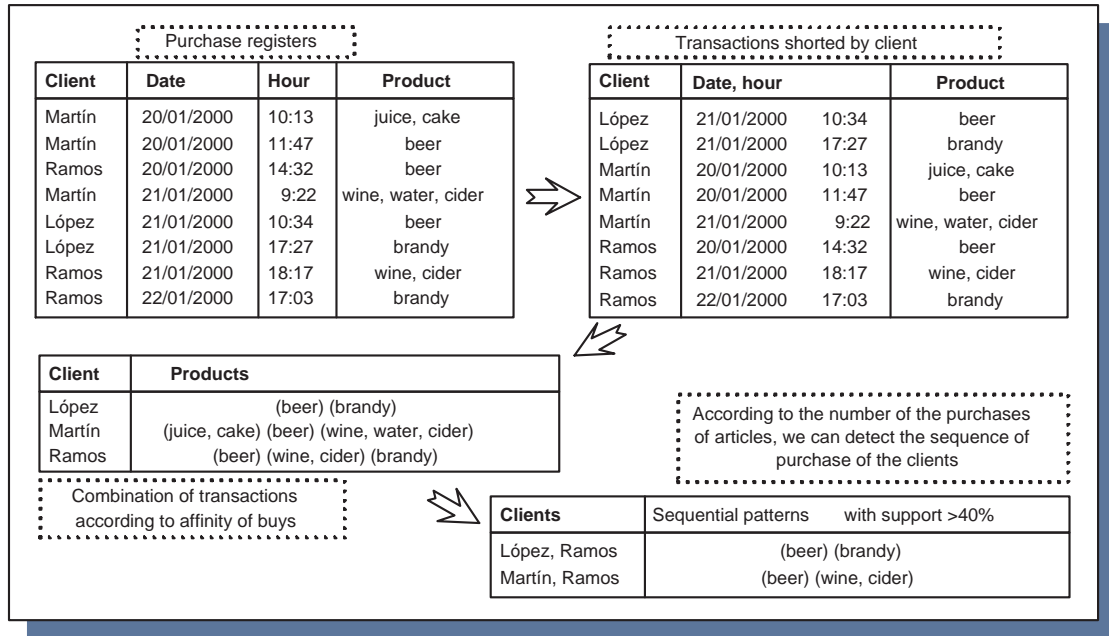 Purchase registers
Client Date Hour Product
Martín 20/01/2000 10:13 juice, cake
Martín 20/01/2000 11:47 beer
Ramos 20/01/2000 14:32 beer
Martín 21/01/2000 9:22 wine, water, cider
López 21/01/2000 10:34 beer
López 21/01/2000 17:27 brandy
Ramos 21/01/2000 18:17 wine, cider
Ramos 22/01/2000 17:03 brandy
Transactions shorted by client
Client Date, hour Product
López 21/01/2000 10:34 beer
López 21/01/2000 17:27 brandy
Martín 20/01/2000 10:13 juice, cake
Martín 20/01/2000 11:47 beer
Martín 21/01/2000 9:22 wine, water, cider
Ramos 20/01/2000 14:32 beer
Ramos 21/01/2000 18:17 wine, cider
Ramos 22/01/2000 17:03 brandy
Client Products
López (beer) (brandy)
Martín (juice, cake) (beer) (wine, water, cider)
Ramos (beer) (wine, cider) (brandy)
Combination of transactions
according to affinity of buys
According to the number of the purchases
of articles, we can detect the sequence of
purchase of the clients
Clients Sequential patterns with support >40%
López, Ramos (beer) (brandy)
Martín, Ramos (beer) (wine, cider)